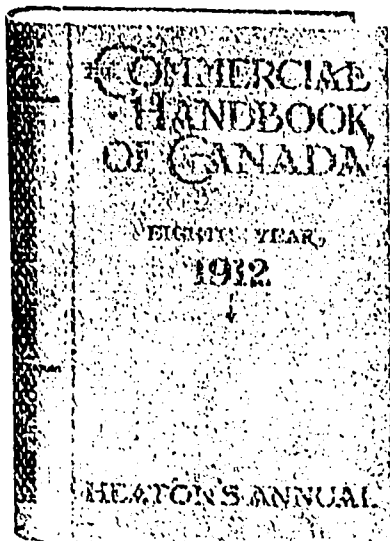 COMMERCIAL
HANDBOOK
OF CANADA
EIGHTH YEAR,
1912
HEATON'S ANNUAL